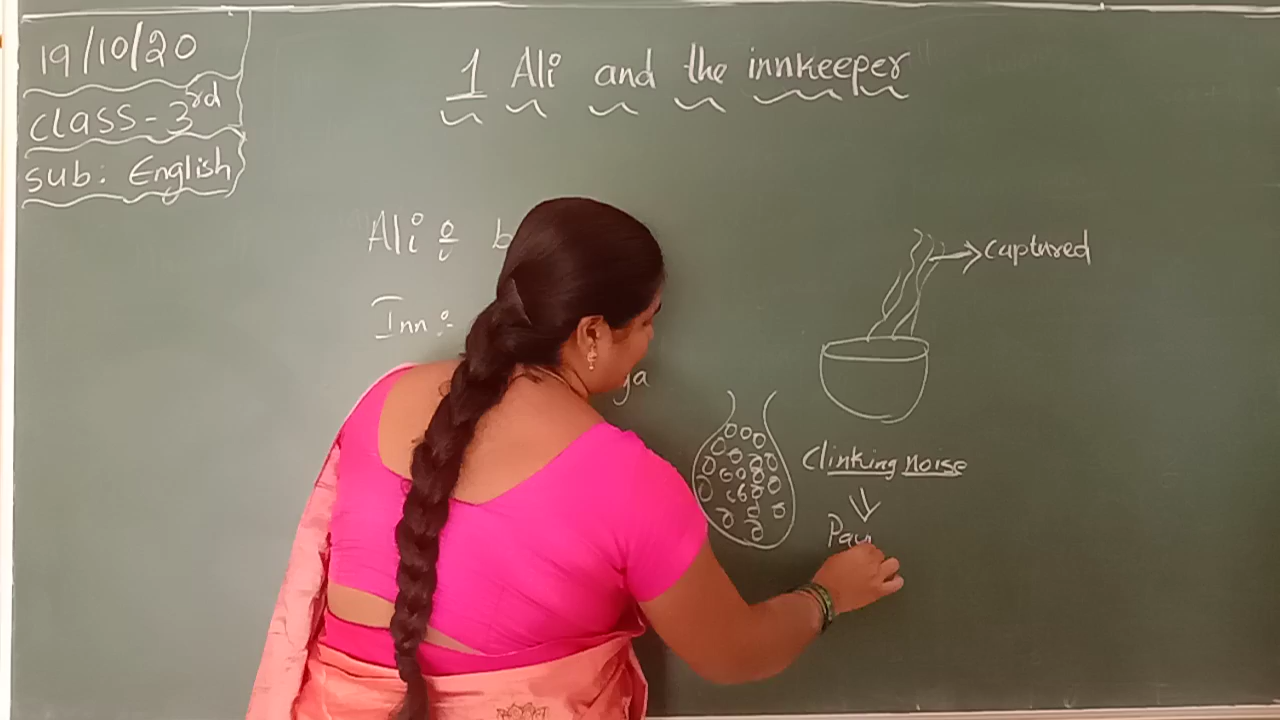 19/10/20
Class - 3rd
Sub: English
1 Ali and the innkeeper
Ali :
Inn :-
Captured
Clinking noise